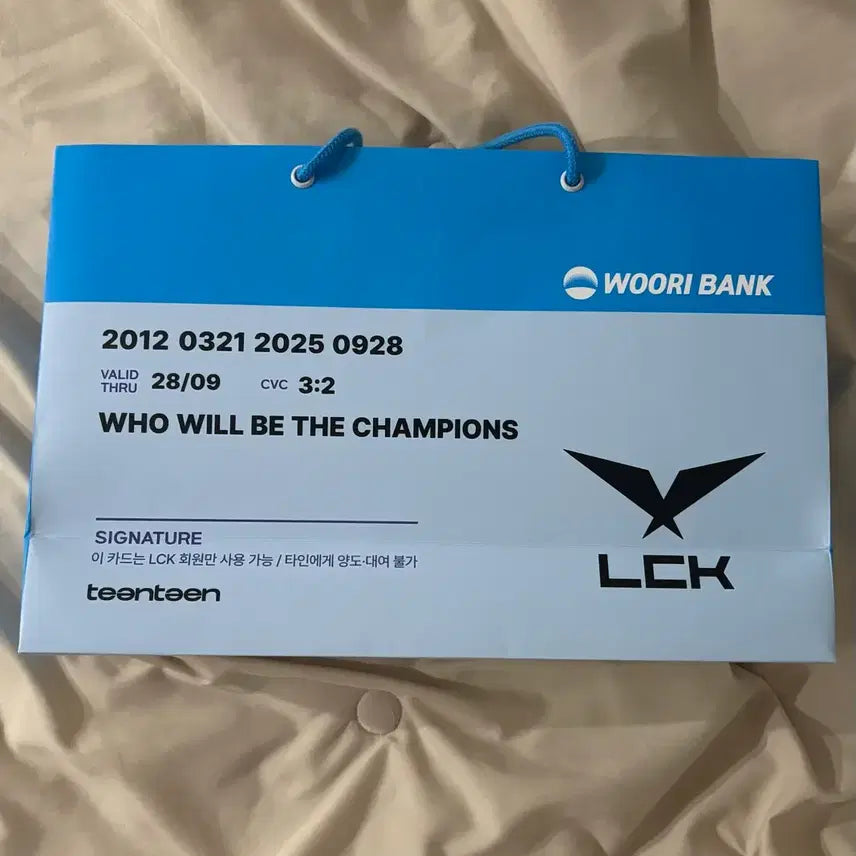 WOORI BANK
2012 0321 2025 0928
VALID THRU 28/09 CVC 3:2
WHO WILL BE THE CHAMPIONS
SIGNATURE
이 카드는 LCK 회원만 사용 가능 / 타인에게 양도·대여 불가
teenteen
LCK